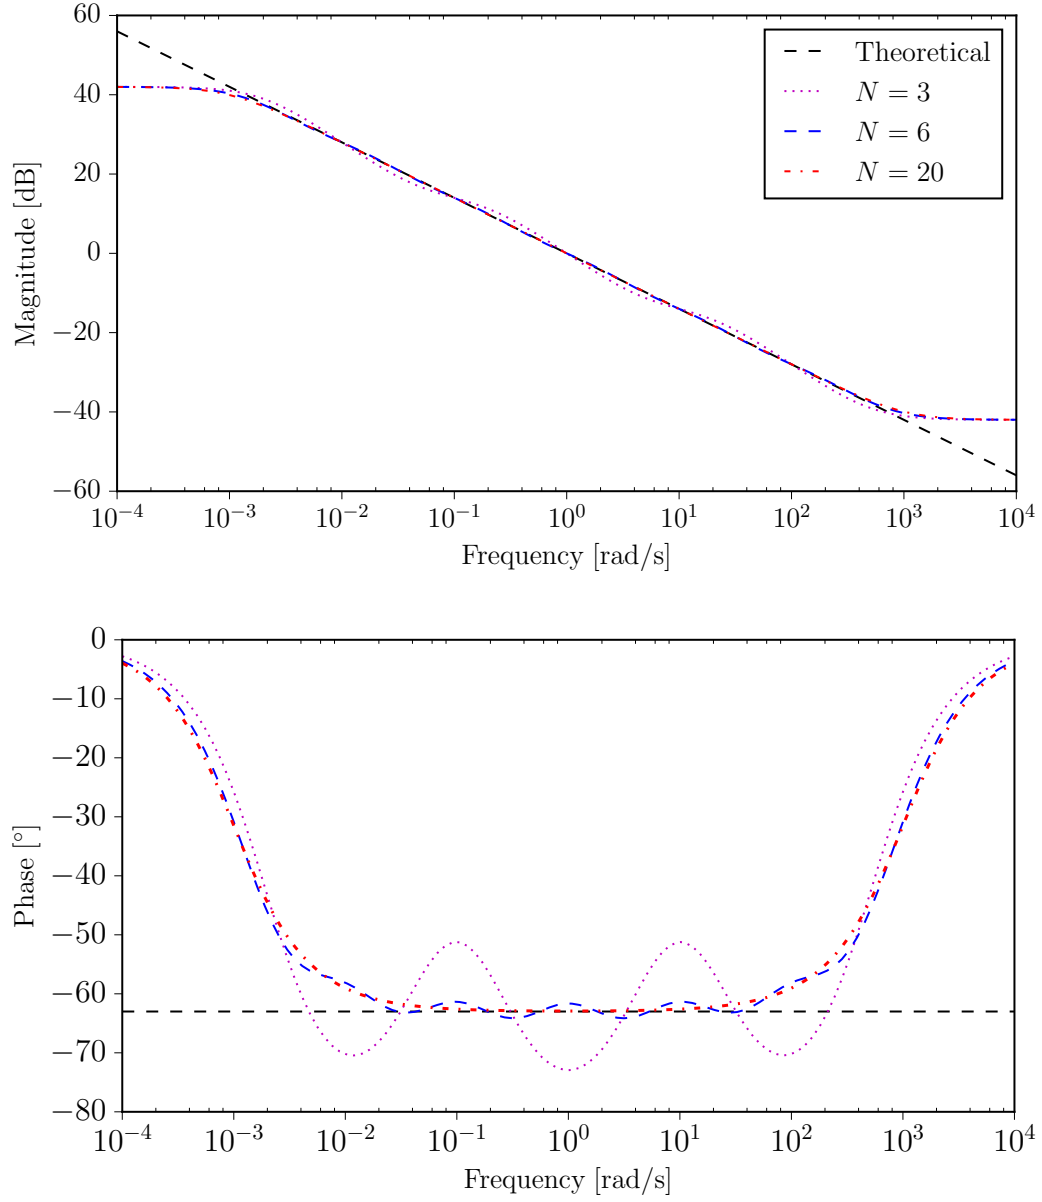 60
40
20
0
−20
−40
−60
Magnitude [dB]
Theoretical
N = 3
N = 6
N = 20
10⁻⁴ 10⁻³ 10⁻² 10⁻¹ 10⁰ 10¹ 10² 10³ 10⁴
Frequency [rad/s]
0
−10
−20
−30
−40
−50
−60
−70
−80
Phase [°]
10⁻⁴ 10⁻³ 10⁻² 10⁻¹ 10⁰ 10¹ 10² 10³ 10⁴
Frequency [rad/s]